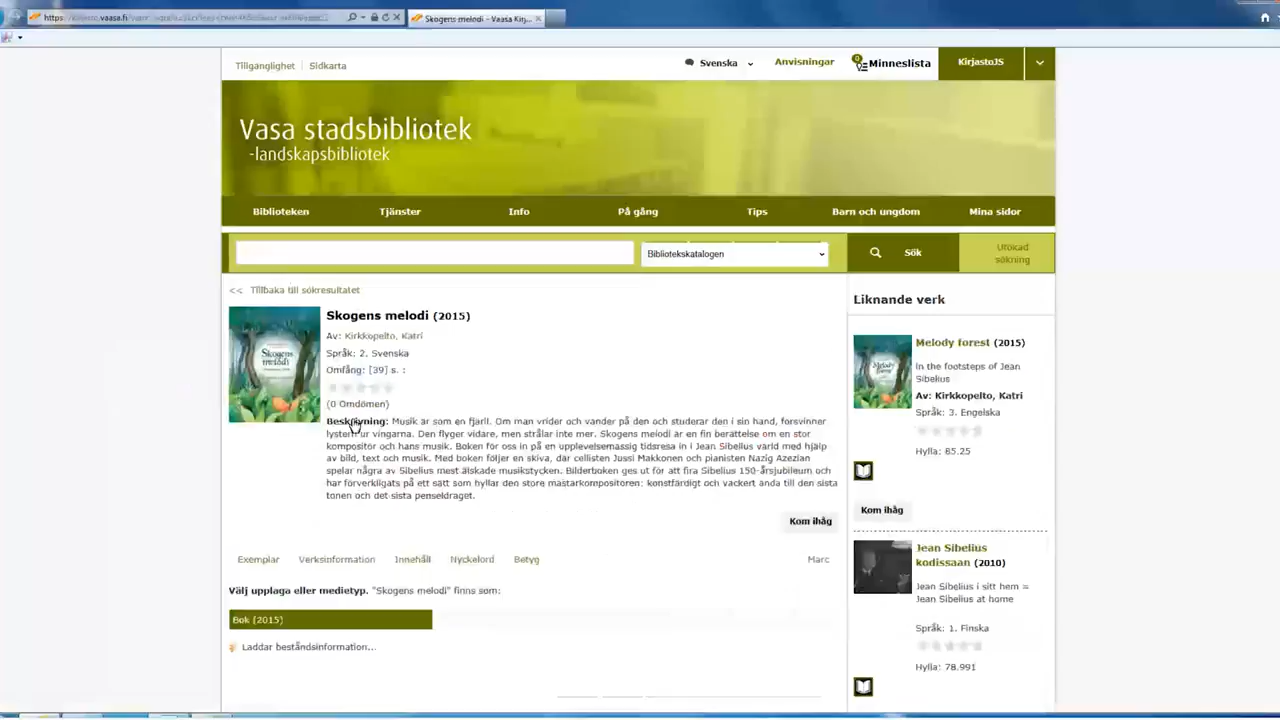 Skogens melodi - Vaasa Kirj...
Tillgänglighet Sidkarta
Svenska Anvisningar 0 Minneslista KirjastoJS
Vasa stadsbibliotek
-landskapsbibliotek
Biblioteken Tjänster Info På gång Tips Barn och ungdom Mina sidor
Bibliotekskatalogen Sök Utökad
sökning
<< Tillbaka till sökresultatet
Skogens melodi (2015)
Av: Kirkkopelto, Katri
Språk: 2. Svenska
Omfång: [39] s. :
(0 Omdömen)
Beskrivning: Musik är som en fjäril. Om man vrider och vänder på den och studerar den i sin hand, försvinner
lystern ur vingarna. Den flyger vidare, men strålar inte mer. Skogens melodi är en fin berättelse om en stor
kompositör och hans musik. Boken för oss in på en upplevelsemässig tidsresa in i Jean Sibelius värld med hjälp
av bild, text och musik. Med boken följer en skiva, där cellisten Jussi Makkonen och pianisten Nazig Azezian
spelar några av Sibelius mest älskade musikstycken. Bilderboken ges ut för att fira Sibelius 150-årsjubileum och
har förverkligats på ett sätt som hyllar den store mästarkompositören: konstfärdigt och vackert ända till den sista
tonen och det sista penseldraget.
Kom ihåg
Exemplar Verksinformation Innehåll Nyckelord Betyg Marc
Välj upplaga eller medietyp. "Skogens melodi" finns som:
Bok (2015)
Laddar beståndsinformation...
Skogens
melodi
Liknande verk
Melody
forest
Melody forest (2015)
In the footsteps of Jean
Sibelius
Av: Kirkkopelto, Katri
Språk: 3. Engelska
Hylla: 85.25
Kom ihåg
Jean Sibelius
kodissaan (2010)
Jean Sibelius i sitt hem =
Jean Sibelius at home
Språk: 1. Finska
Hylla: 78.991